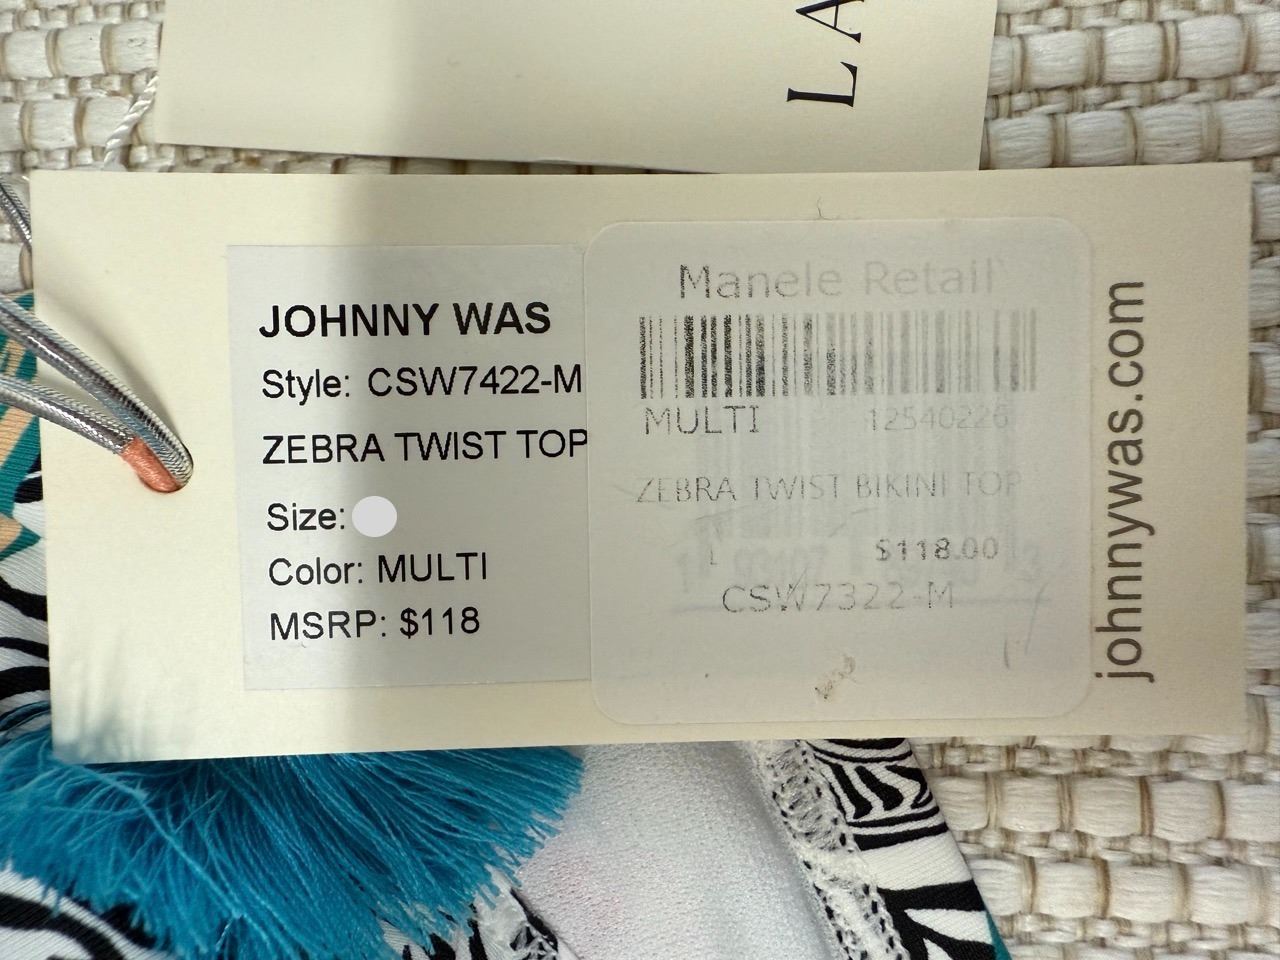 LA
JOHNNY WAS
Style: CSW7422-M
ZEBRA TWIST TOP
Size:
Color: MULTI
MSRP: $118
Manele Retail
MULTI 12540226
ZEBRA TWIST BIKINI TOP
1 $118.00
CSW7322-M
johnnywas.com